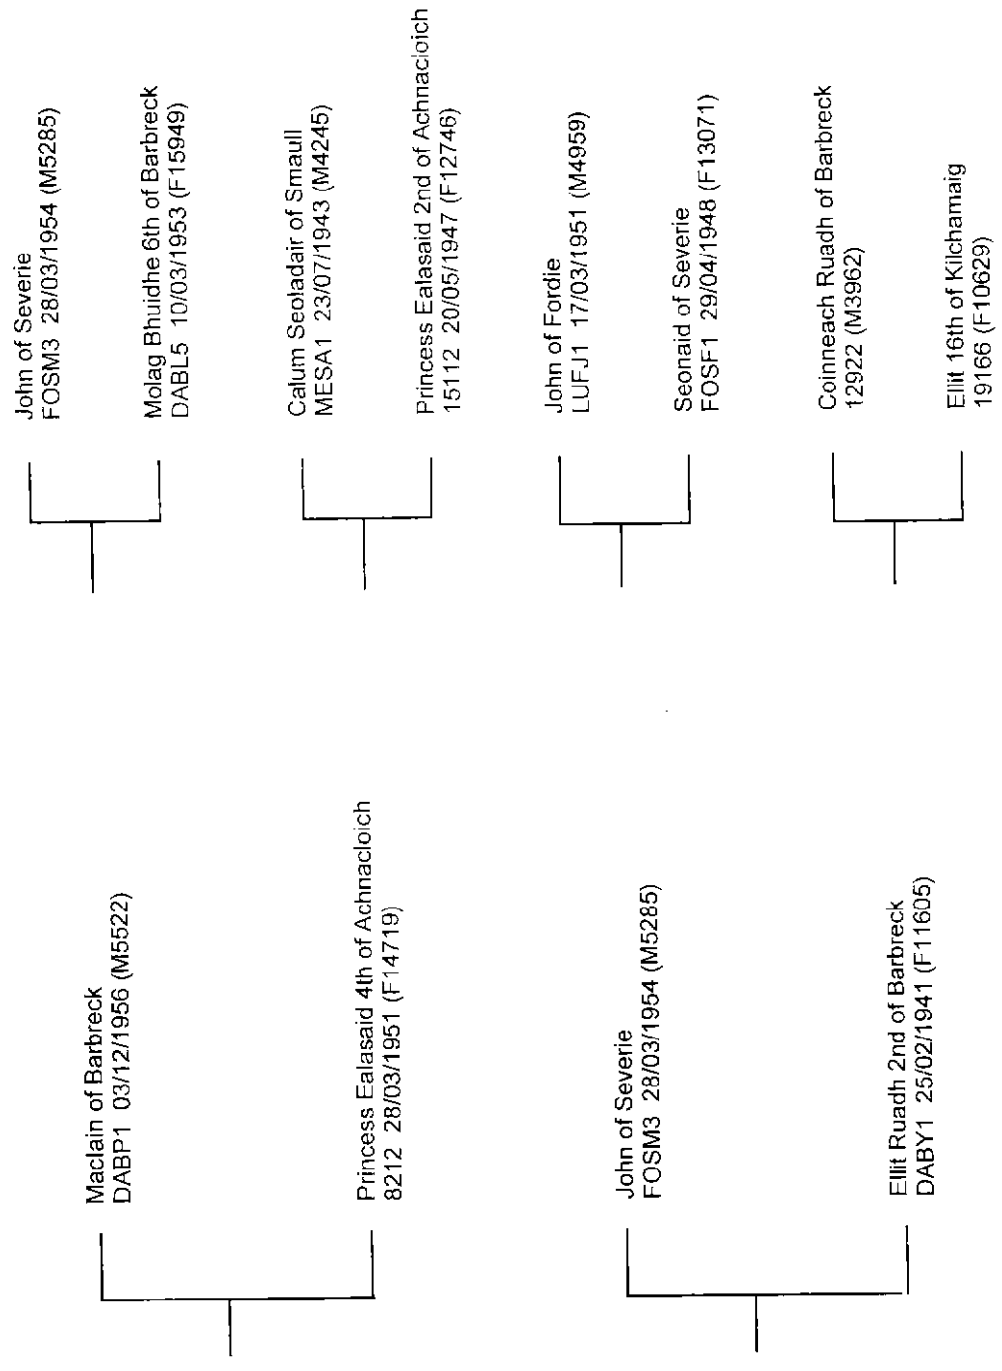 John of Severie
FOSM3 28/03/1954 (M5285)
Molag Bhuidhe 6th of Barbreck
DABL5 10/03/1953 (F15949)
Calum Seoladair of Smaull
MESA1 23/07/1943 (M4245)
Princess Ealasaid 2nd of Achnacloich
15112 20/05/1947 (F12746)
John of Fordie
LUFJ1 17/03/1951 (M4959)
Seonaid of Severie
FOSF1 29/04/1948 (F13071)
Coinneach Ruadh of Barbreck
12922 (M3962)
Ellit 16th of Kilchamaig
19166 (F10629)
Maclain of Barbreck
DABP1 03/12/1956 (M5522)
Princess Ealasaid 4th of Achnacloich
8212 28/03/1951 (F14719)
John of Severie
FOSM3 28/03/1954 (M5285)
Ellit Ruadh 2nd of Barbreck
DABY1 25/02/1941 (F11605)